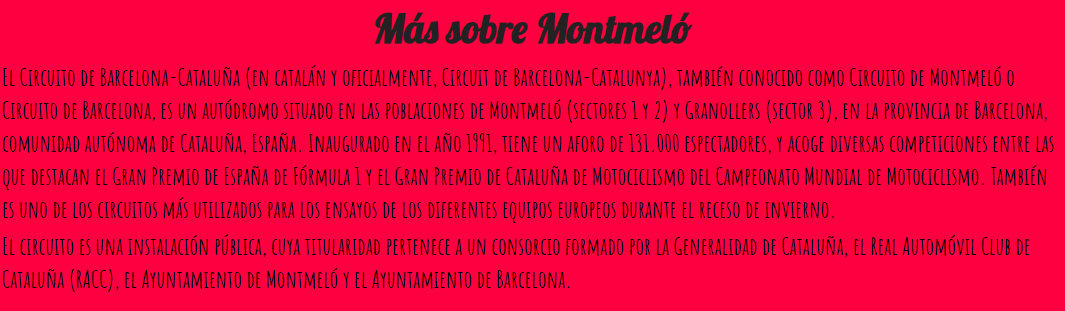 Más sobre Montmeló
El Circuito de Barcelona-Cataluña (en catalán y oficialmente, Circuit de Barcelona-Catalunya), también conocido como Circuito de Montmeló o
Circuito de Barcelona, es un autódromo situado en las poblaciones de Montmeló (sectores 1 y 2) y Granollers (sector 3), en la provincia de Barcelona,
comunidad autónoma de Cataluña, España. Inaugurado en el año 1991, tiene un aforo de 131.000 espectadores, y acoge diversas competiciones entre las
que destacan el Gran Premio de España de Fórmula 1 y el Gran Premio de Cataluña de Motociclismo del Campeonato Mundial de Motociclismo. También
es uno de los circuitos más utilizados para los ensayos de los diferentes equipos europeos durante el receso de invierno.
El circuito es una instalación pública, cuya titularidad pertenece a un consorcio formado por la Generalidad de Cataluña, el Real Automóvil Club de
Cataluña (RACC), el Ayuntamiento de Montmeló y el Ayuntamiento de Barcelona.